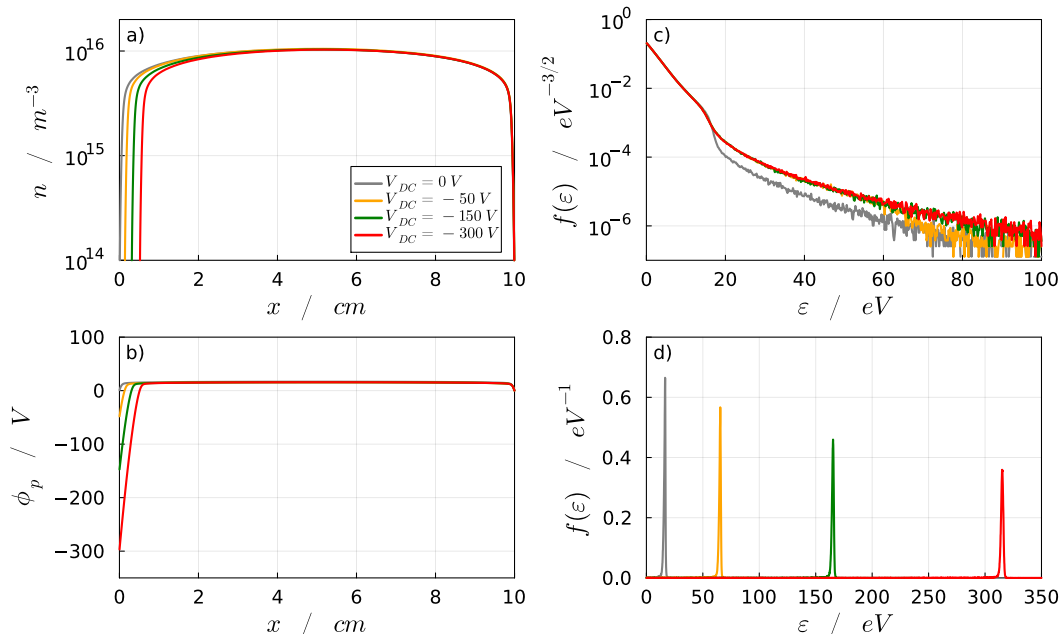 a)
10^16
10^15
10^14
n / m^−3
V_DC = 0 V
V_DC = − 50 V
V_DC = − 150 V
V_DC = − 300 V
0 2 4 6 8 10
x / cm
c)
10^0
10^−2
10^−4
10^−6
f(ε) / eV^−3/2
0 20 40 60 80 100
ε / eV
b)
100
0
−100
−200
−300
ϕ_p / V
0 2 4 6 8 10
x / cm
d)
0.8
0.6
0.4
0.2
0.0
f(ε) / eV^−1
0 50 100 150 200 250 300 350
ε / eV